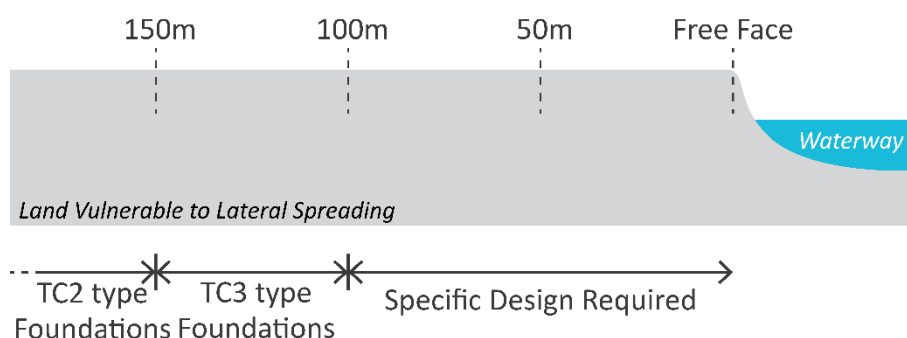 150m 100m 50m Free Face
Waterway
Land Vulnerable to Lateral Spreading
TC2 type
Foundations
TC3 type
Foundations
Specific Design Required